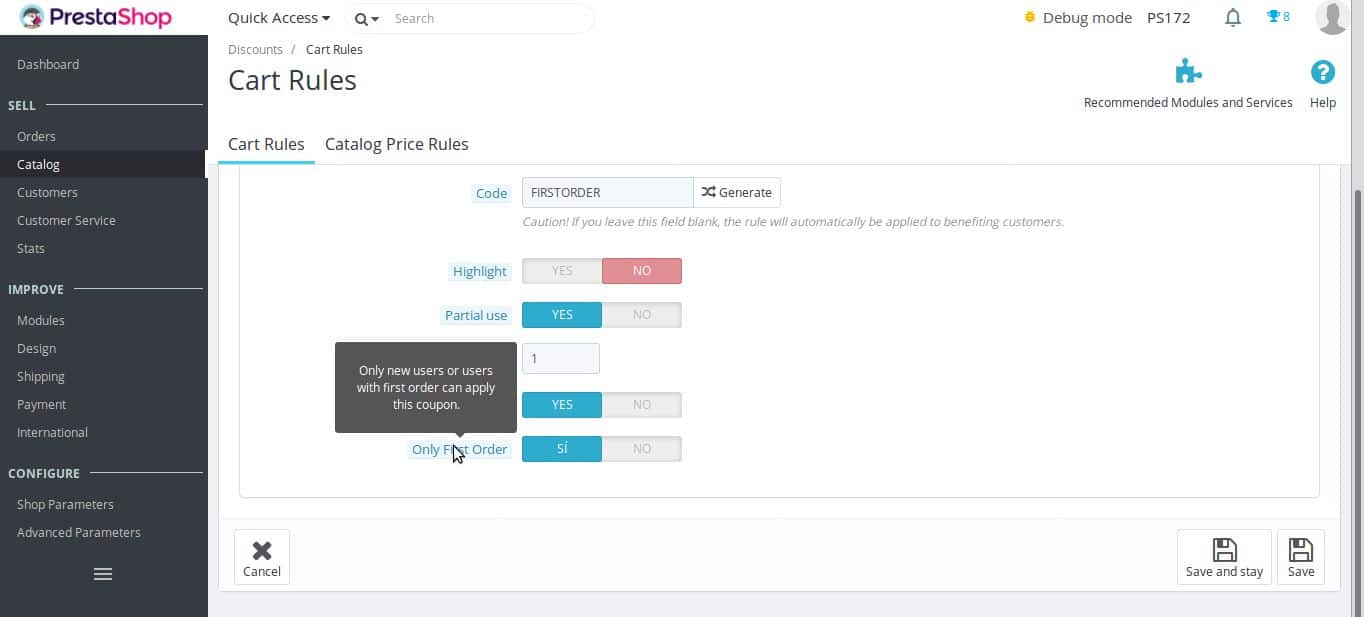 PrestaShop
Quick Access
Search
Debug mode
PS172
8
Discounts / Cart Rules
Cart Rules
Recommended Modules and Services
Help
Cart Rules
Catalog Price Rules
Dashboard
SELL
Orders
Catalog
Customers
Customer Service
Stats
IMPROVE
Modules
Design
Shipping
Payment
International
CONFIGURE
Shop Parameters
Advanced Parameters
Code
FIRSTORDER
Generate
Caution! If you leave this field blank, the rule will automatically be applied to benefiting customers.
Highlight
YES NO
Partial use
YES NO
1
Only new users or users
with first order can apply
this coupon.
YES NO
Only First Order
SÍ NO
Cancel
Save and stay
Save